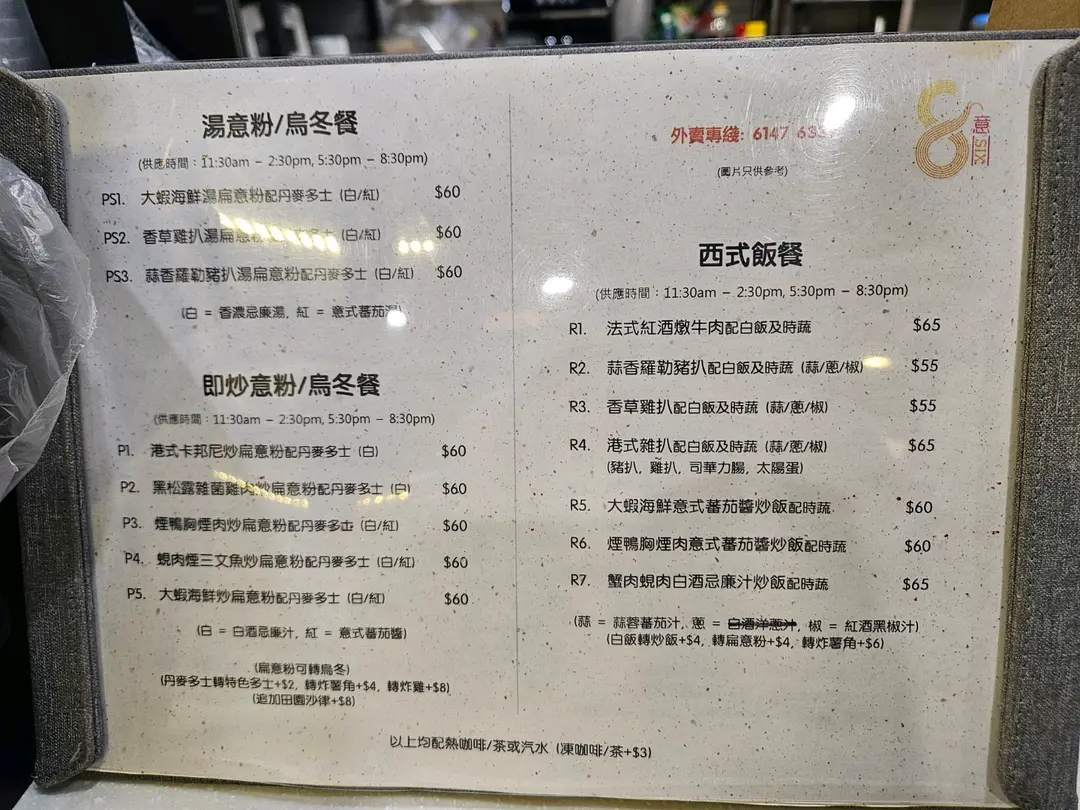 湯意粉/烏冬餐
(供應時間：11:30am – 2:30pm, 5:30pm – 8:30pm)
PS1. 大蝦海鮮湯扁意粉配丹麥多士 (白/紅) $60
PS2. 香草雞扒湯扁意 多士 (白/紅) $60
PS3. 蒜香羅勒豬扒湯扁意粉配丹麥多士 (白/紅) $60
(白 = 香濃忌廉湯, 紅 = 意式蕃茄湯)
即炒意粉/烏冬餐
(供應時間：11:30am – 2:30pm, 5:30pm – 8:30pm)
P1. 港式卡邦尼炒扁意粉配丹麥多士 (白) $60
P2. 黑松露雜菌雞肉炒扁意粉配丹麥多士 (白) $60
P3. 煙鴨胸煙肉炒扁意粉配丹麥多士 (白/紅) $60
P4. 蜆肉煙三文魚炒扁意粉配丹麥多士 (白/紅) $60
P5. 大蝦海鮮炒扁意粉配丹麥多士 (白/紅) $60
(白 = 白酒忌廉汁, 紅 = 意式蕃茄醬)
(扁意粉可轉烏冬)
(丹麥多士轉特色多士+$2, 轉炸薯角+$4, 轉炸雞+$8)
(追加田園沙律+$8)
外賣專綫: 6147 633
(圖片只供參考)
意 SIX
西式飯餐
(供應時間：11:30am – 2:30pm, 5:30pm – 8:30pm)
R1. 法式紅酒燉牛肉配白飯及時蔬 $65
R2. 蒜香羅勒豬扒配白飯及時蔬 (蒜/蔥/椒) $55
R3. 香草雞扒配白飯及時蔬 (蒜/蔥/椒) $55
R4. 港式雜扒配白飯及時蔬 (蒜/蔥/椒) $65
(豬扒, 雞扒, 司華力腸, 太陽蛋)
R5. 大蝦海鮮意式蕃茄醬炒飯配時蔬 $60
R6. 煙鴨胸煙肉意式蕃茄醬炒飯配時蔬 $60
R7. 蟹肉蜆肉白酒忌廉汁炒飯配時蔬 $65
(蒜 = 蒜蓉蕃茄汁, 蔥 = 白酒洋蔥汁, 椒 = 紅酒黑椒汁)
(白飯轉炒飯+$4, 轉扁意粉+$4, 轉炸薯角+$6)
以上均配熱咖啡/茶或汽水 (凍咖啡/茶+$3)